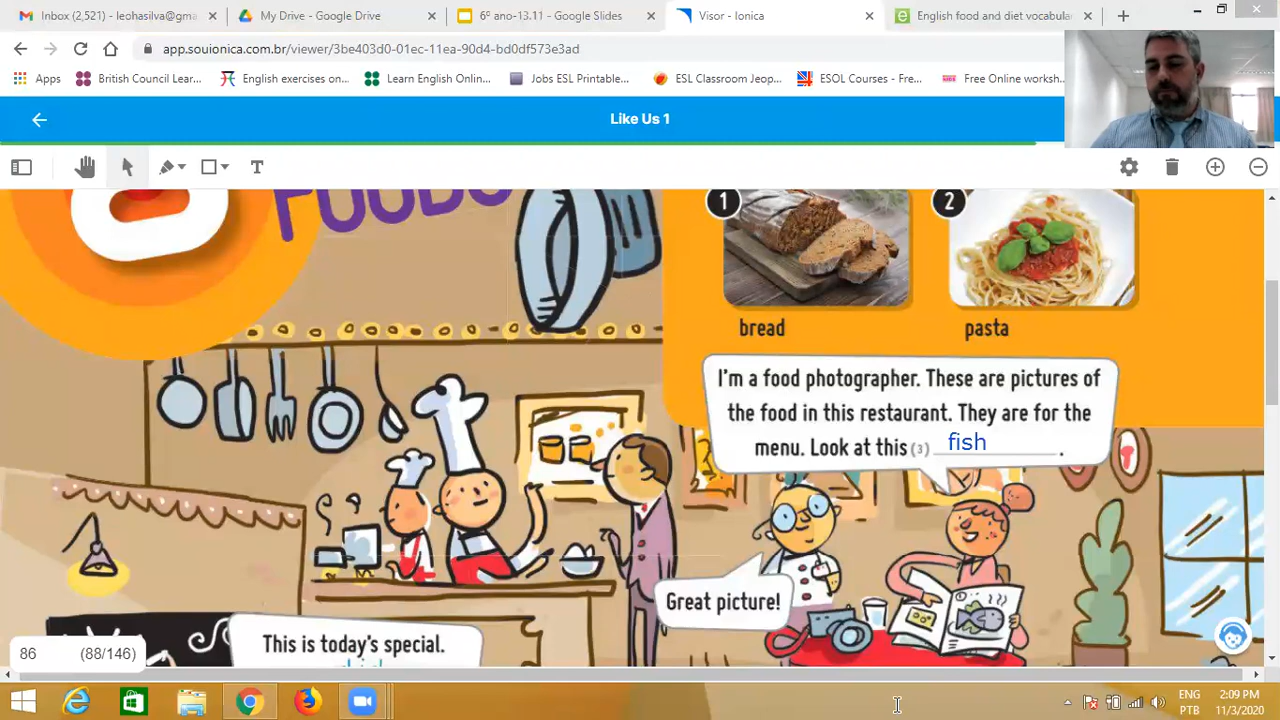 Inbox (2,521) - leohasilva@gma
My Drive - Google Drive
6º ano-13.11 - Google Slides
Visor - Ionica
English food and diet vocabula
app.souionica.com.br/viewer/3be403d0-01ec-11ea-90d4-bd0df573e3ad
Apps
British Council Lear...
English exercises on...
Learn English Onlin...
Jobs ESL Printable...
ESL Classroom Jeop...
ESOL Courses - Fre...
Free Online worksh...
Like Us 1
T
FOODS
1
2
bread
pasta
I'm a food photographer. These are pictures of
the food in this restaurant. They are for the
menu. Look at this (3) fish .
Great picture!
This is today's special.
86 (88/146)
ENG
PTB
2:09 PM
11/3/2020